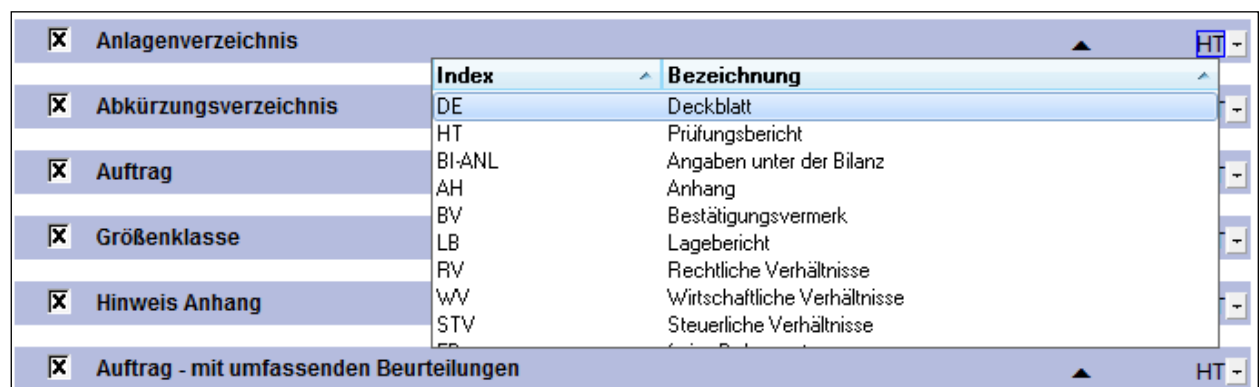 Anlagenverzeichnis HT
Index Bezeichnung
Abkürzungsverzeichnis DE Deckblatt
HT Prüfungsbericht
Auftrag BI-ANL Angaben unter der Bilanz
AH Anhang
BV Bestätigungsvermerk
Größenklasse LB Lagebericht
RV Rechtliche Verhältnisse
Hinweis Anhang WV Wirtschaftliche Verhältnisse
STV Steuerliche Verhältnisse
Auftrag - mit umfassenden Beurteilungen HT